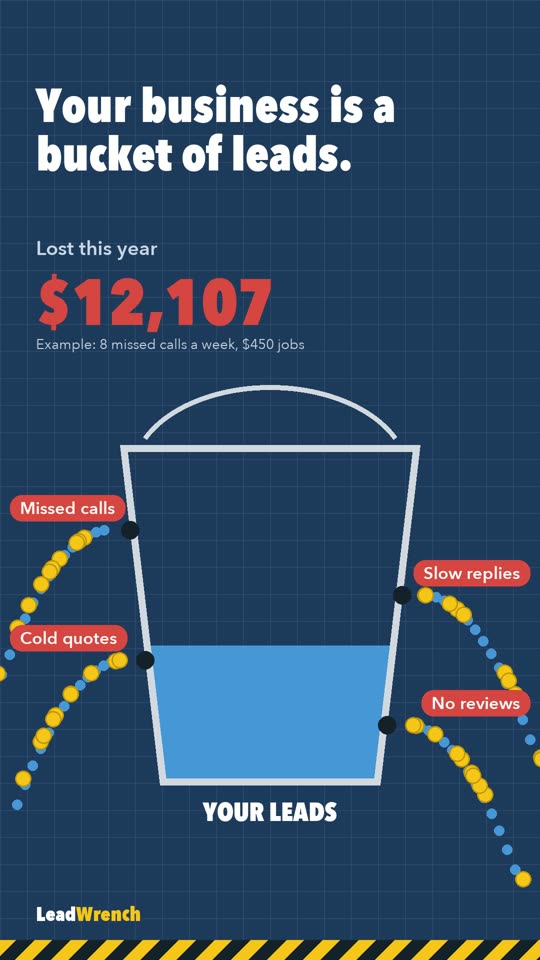 Your business is a
bucket of leads.
Lost this year
$12,107
Example: 8 missed calls a week, $450 jobs
Missed calls
Slow replies
Cold quotes
No reviews
YOUR LEADS
LeadWrench